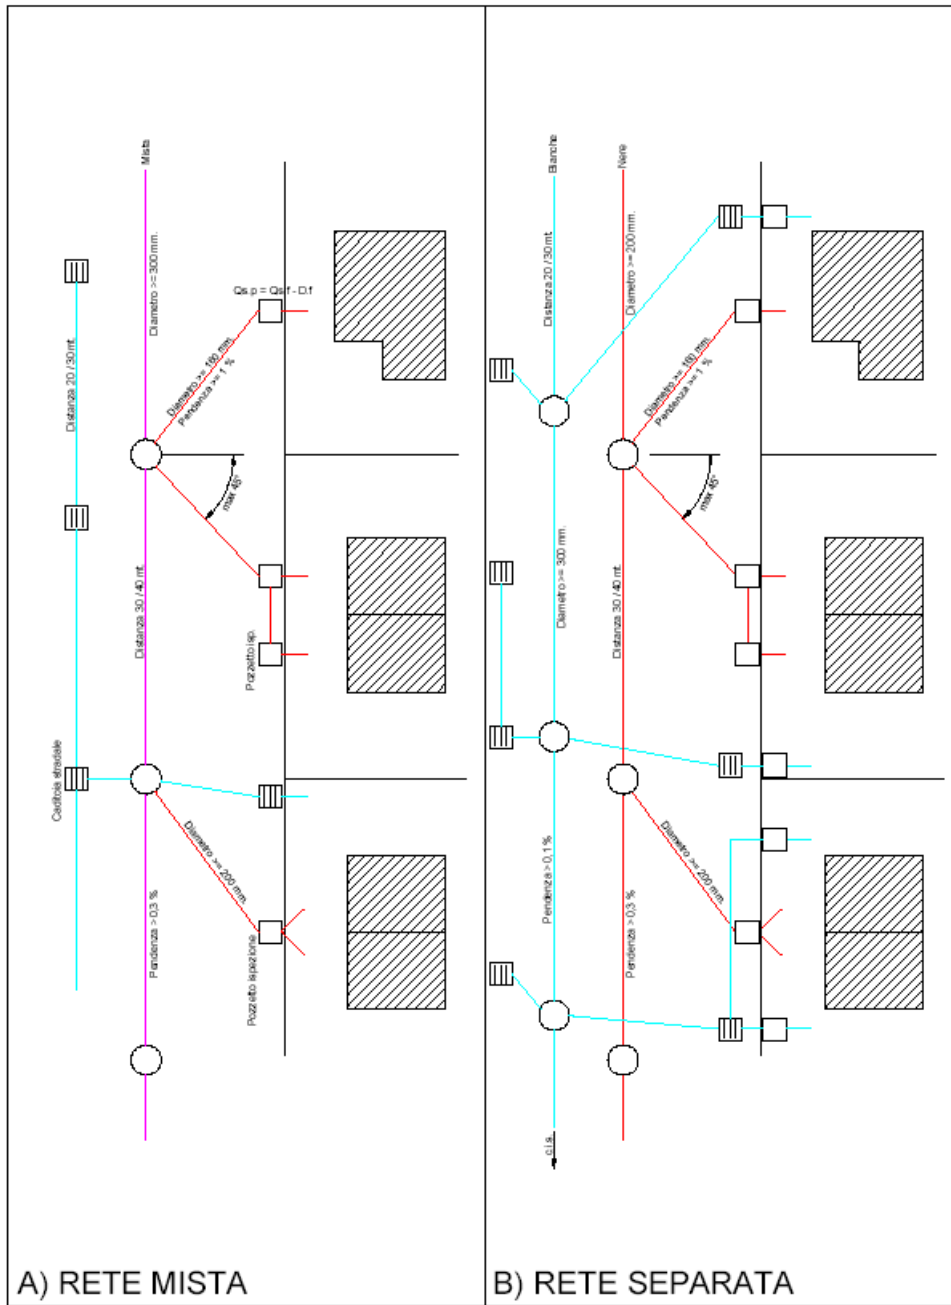 Mista
Diametro >= 300 mm.
Distanza 20 / 30 mt.
Qs.p = Qs.f - D.f
Diametro >= 160 mm.
Pendenza >= 1 %
max 45°
Distanza 30 / 40 mt.
Pozzetto isp.
Caditoia stradale
Diametro >= 200 mm.
Pendenza > 0,3 %
Pozzetto ispezione
A) RETE MISTA
Bianche
Nere
Distanza 20 / 30 mt.
Diametro >= 200 mm.
Diametro >= 160 mm.
Pendenza >= 1 %
max 45°
Diametro >= 300 mm.
Distanza 30 / 40 mt.
Pendenza > 0,1 %
Pendenza > 0,3 %
Diametro >= 200 mm.
c.i.s.
B) RETE SEPARATA